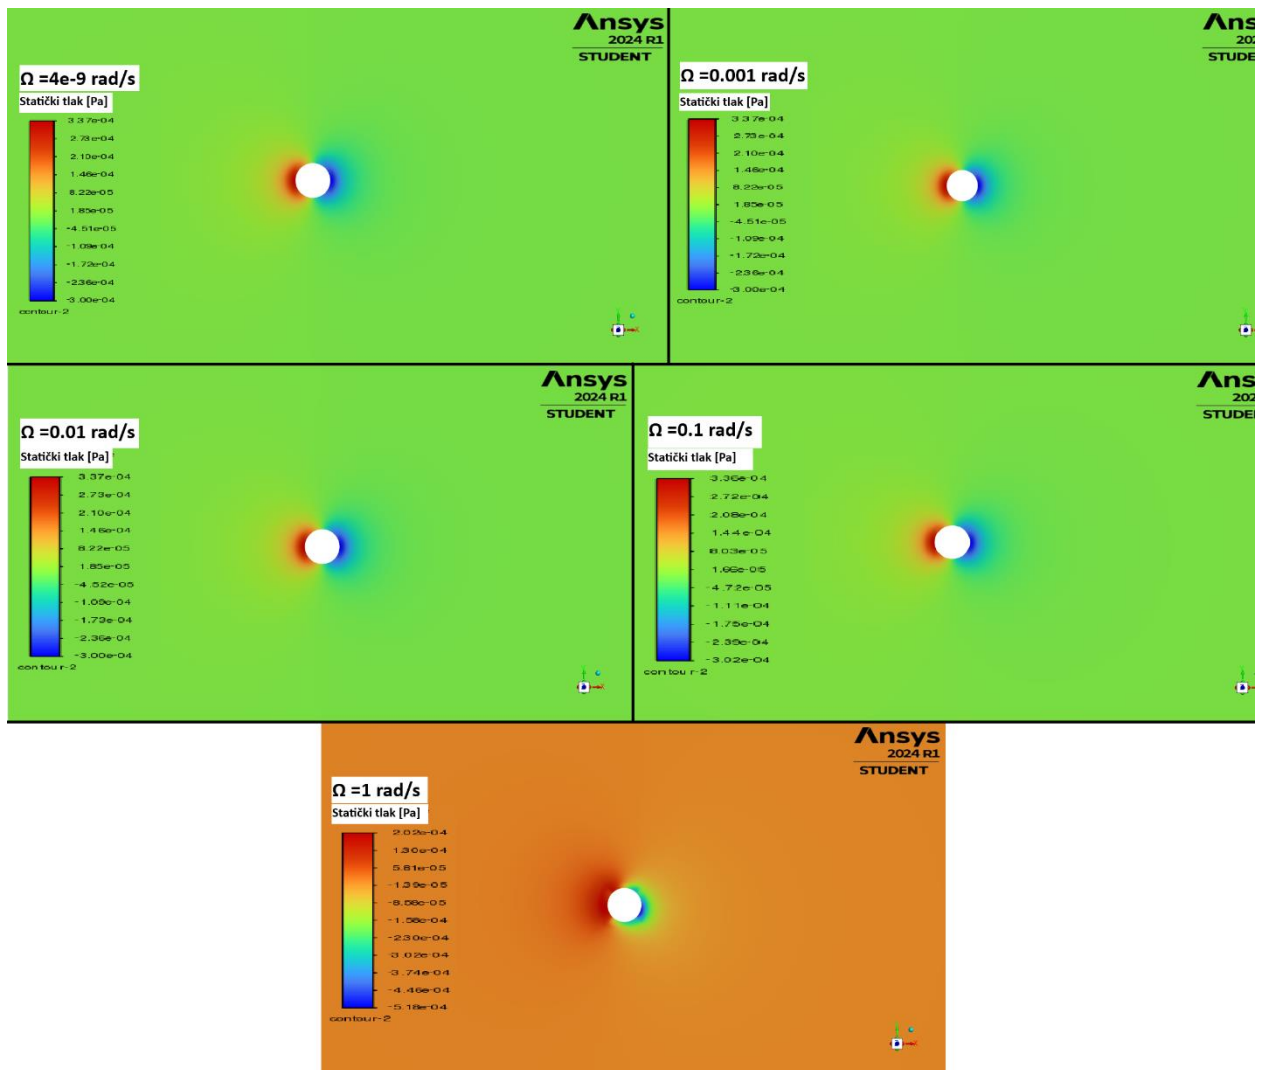 Ansys
2024 R1
STUDENT
Ω =4e-9 rad/s
Statički tlak [Pa]
3.37e-04
2.73e-04
2.10e-04
1.46e-04
8.22e-05
1.85e-05
-4.51e-05
-1.09e-04
-1.72e-04
-2.36e-04
-3.00e-04
contour-2
Ans
202
STUDE
Ω =0.001 rad/s
Statički tlak [Pa]
3.37e-04
2.73e-04
2.10e-04
1.46e-04
8.22e-05
1.85e-05
-4.51e-05
-1.09e-04
-1.72e-04
-2.36e-04
-3.00e-04
contour-2
Ansys
2024 R1
STUDENT
Ω =0.01 rad/s
Statički tlak [Pa]
3.37e-04
2.73e-04
2.10e-04
1.46e-04
8.22e-05
1.85e-05
-4.52e-05
-1.09e-04
-1.73e-04
-2.36e-04
-3.00e-04
contour-2
Ans
202
STUDE
Ω =0.1 rad/s
Statički tlak [Pa]
3.36e-04
2.72e-04
2.08e-04
1.44e-04
8.03e-05
1.66e-05
-4.72e-05
-1.11e-04
-1.75e-04
-2.39e-04
-3.02e-04
contour-2
Ansys
2024 R1
STUDENT
Ω =1 rad/s
Statički tlak [Pa]
2.02e-04
1.30e-04
5.81e-05
-1.39e-05
-8.58e-05
-1.58e-04
-2.30e-04
-3.02e-04
-3.74e-04
-4.46e-04
-5.18e-04
contour-2